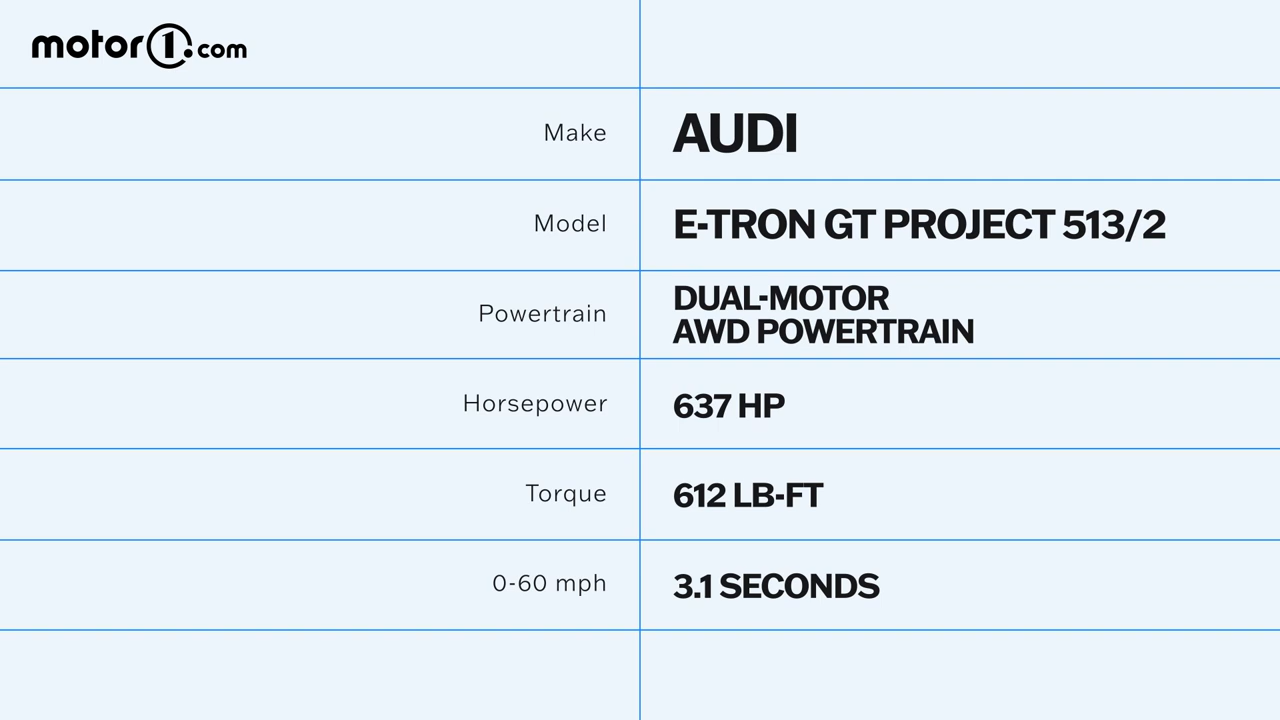 motor1.com
Make
AUDI
Model
E-TRON GT PROJECT 513/2
Powertrain
DUAL-MOTOR
AWD POWERTRAIN
Horsepower
637 HP
Torque
612 LB-FT
0-60 mph
3.1 SECONDS